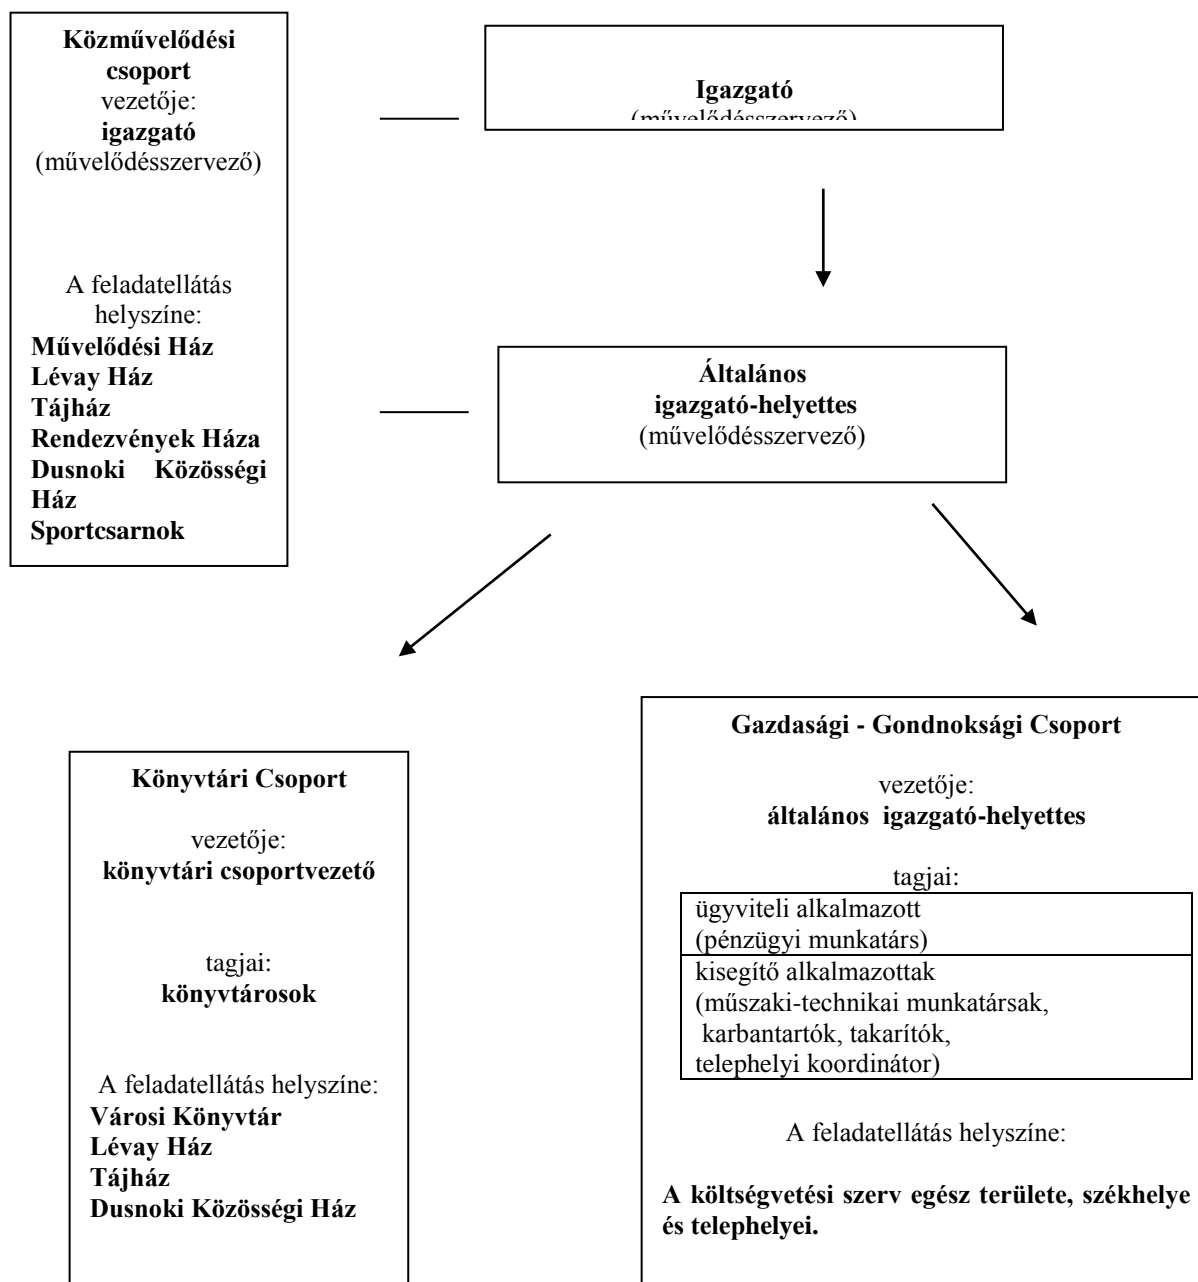 Közművelődési
csoport
vezetője:
igazgató
(művelődésszervező)
A feladatellátás
helyszíne:
Művelődési Ház
Lévay Ház
Tájház
Rendezvények Háza
Dusnoki Közösségi
Ház
Sportcsarnok
Igazgató
(művelődésszervező)
Általános
igazgató-helyettes
(művelődésszervező)
Könyvtári Csoport
vezetője:
könyvtári csoportvezető
tagjai:
könyvtárosok
A feladatellátás helyszíne:
Városi Könyvtár
Lévay Ház
Tájház
Dusnoki Közösségi Ház
Gazdasági - Gondnoksági Csoport
vezetője:
általános igazgató-helyettes
tagjai:
ügyviteli alkalmazott
(pénzügyi munkatárs)
kisegítő alkalmazottak
(műszaki-technikai munkatársak,
karbantartók, takarítók,
telephelyi koordinátor)
A feladatellátás helyszíne:
A költségvetési szerv egész területe, székhelye
és telephelyei.